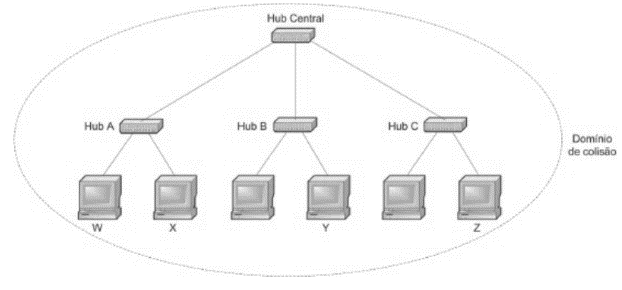 Hub Central
Hub A
Hub B
Hub C
Domínio
de colisão
W
X
Y
Z